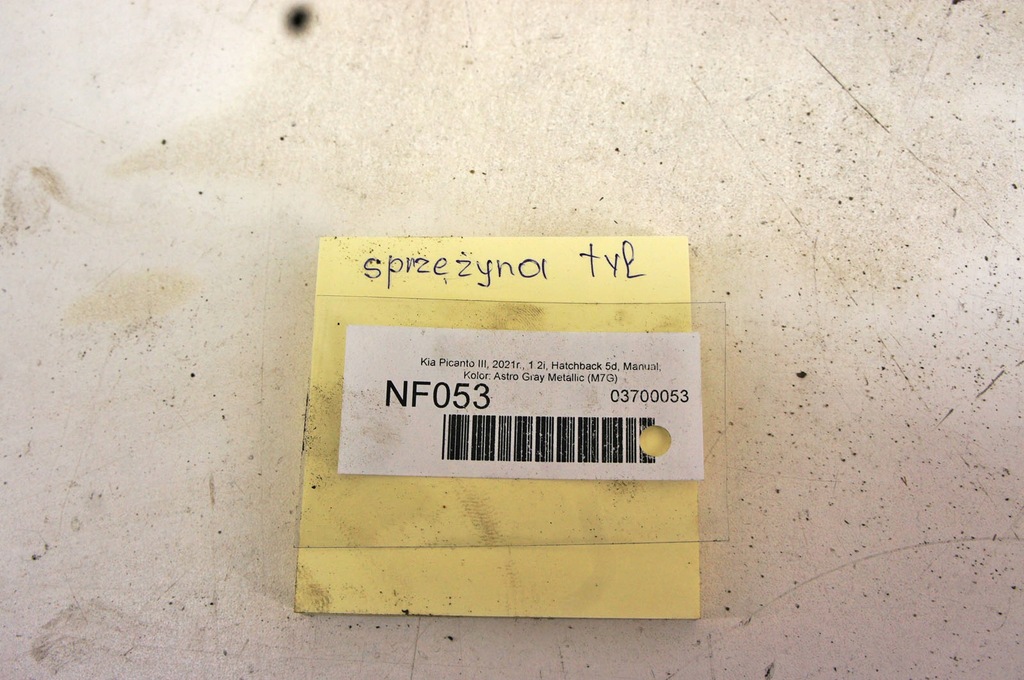 sprężyna tył
Kia Picanto III, 2021r., 1.2i, Hatchback 5d, Manual;
Kolor: Astro Gray Metallic (M7G)
NF053 03700053